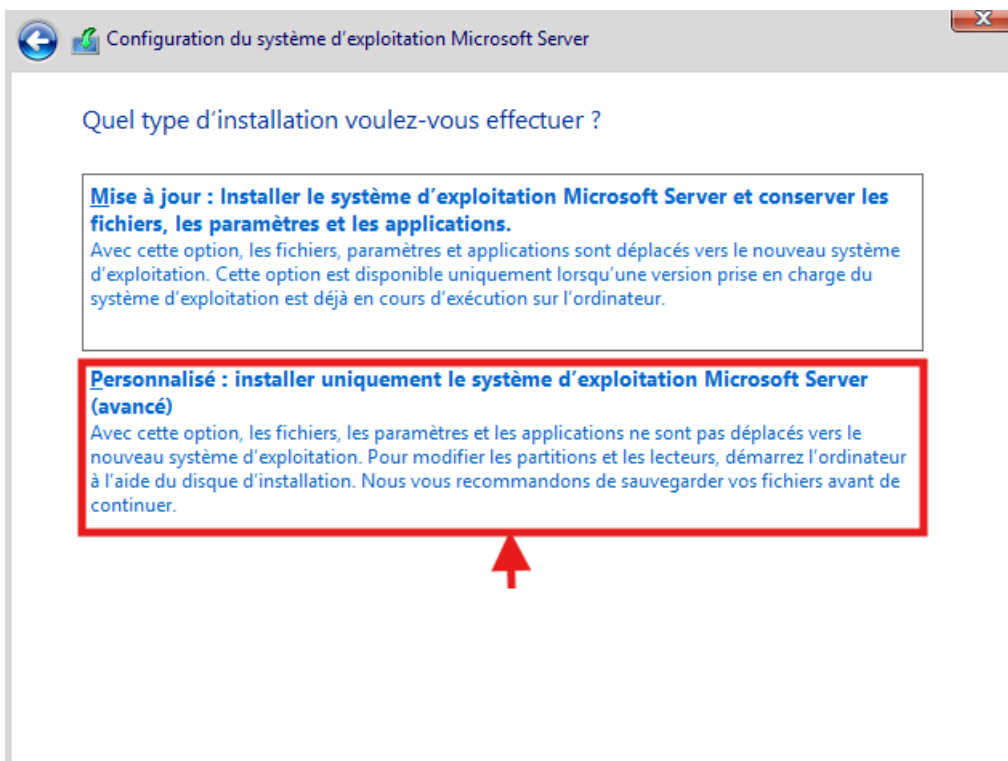 Configuration du système d’exploitation Microsoft Server
Quel type d’installation voulez-vous effectuer ?
Mise à jour : Installer le système d’exploitation Microsoft Server et conserver les
fichiers, les paramètres et les applications.
Avec cette option, les fichiers, paramètres et applications sont déplacés vers le nouveau système
d’exploitation. Cette option est disponible uniquement lorsqu’une version prise en charge du
système d’exploitation est déjà en cours d’exécution sur l’ordinateur.
Personnalisé : installer uniquement le système d’exploitation Microsoft Server
(avancé)
Avec cette option, les fichiers, les paramètres et les applications ne sont pas déplacés vers le
nouveau système d’exploitation. Pour modifier les partitions et les lecteurs, démarrez l’ordinateur
à l’aide du disque d’installation. Nous vous recommandons de sauvegarder vos fichiers avant de
continuer.